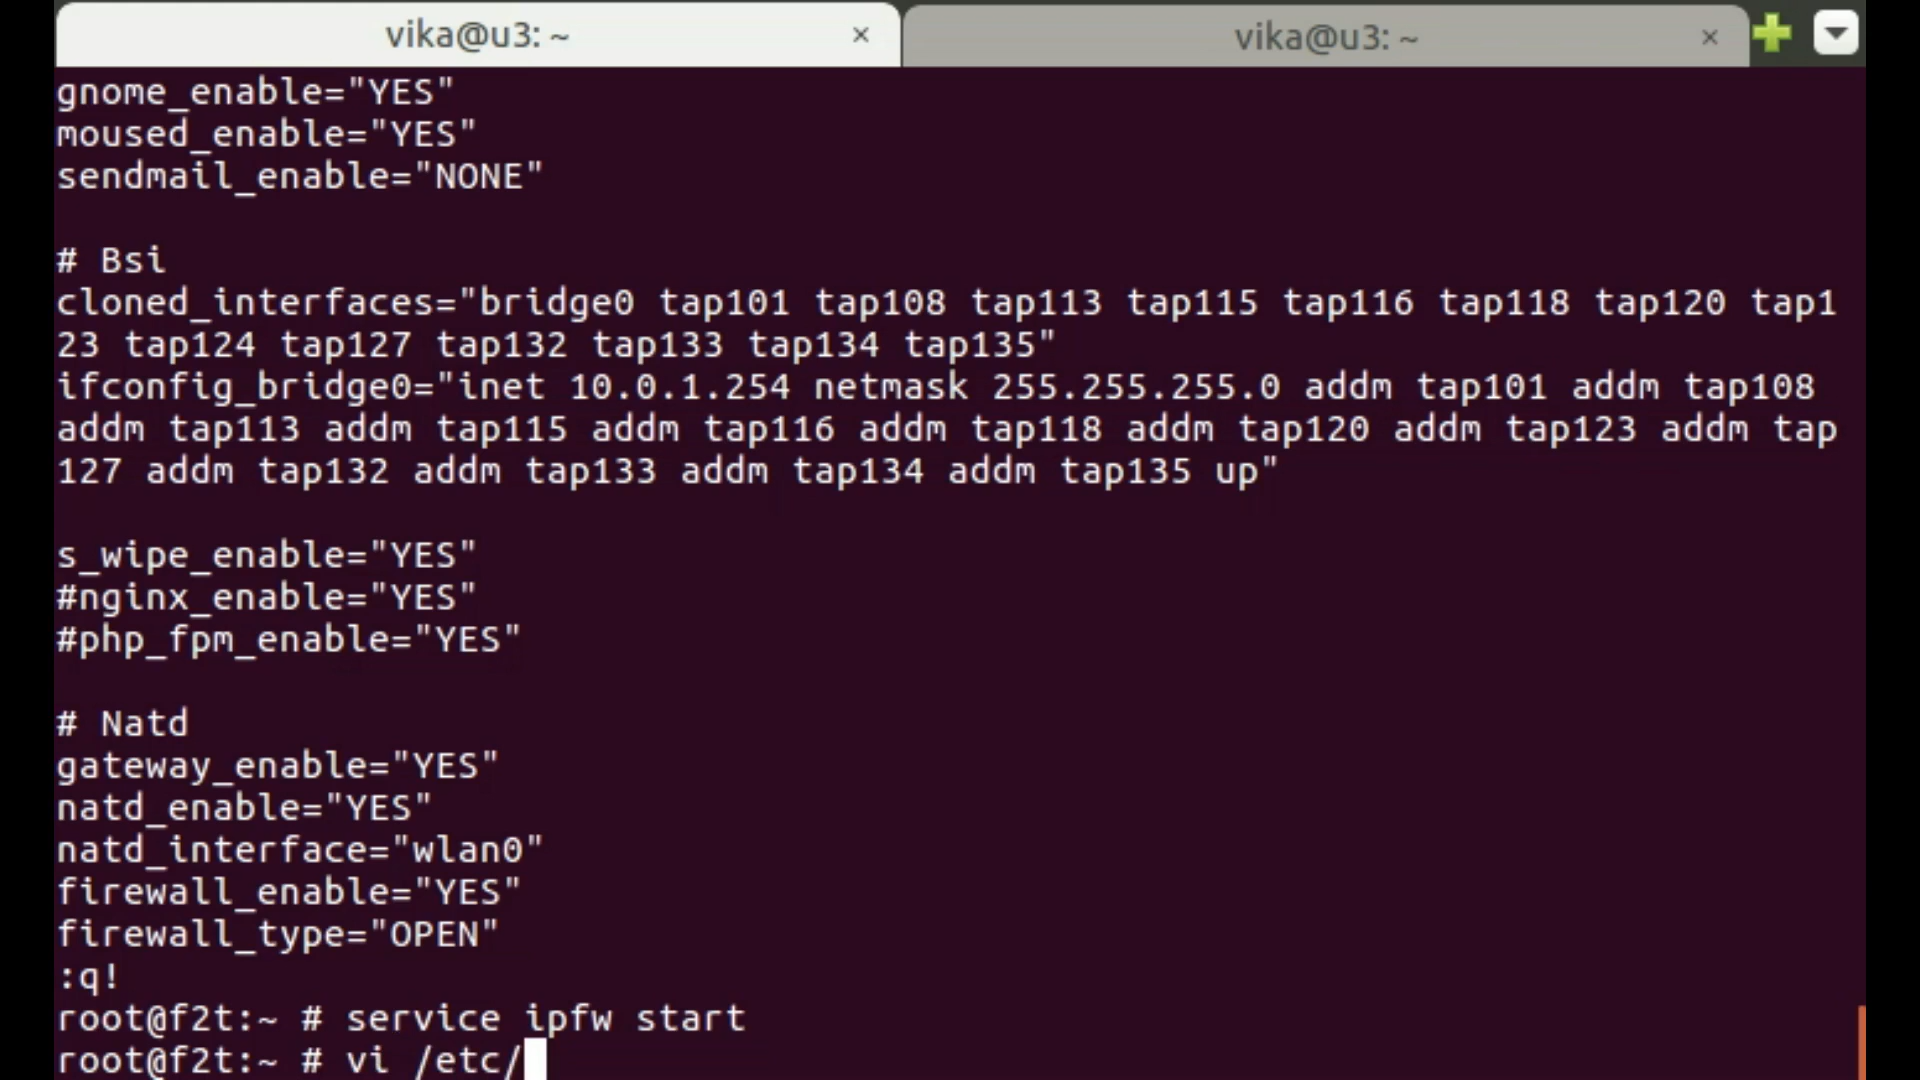 vika@u3: ~ × vika@u3: ~ ×
gnome_enable="YES"
moused_enable="YES"
sendmail_enable="NONE"
# Bsi
cloned_interfaces="bridge0 tap101 tap108 tap113 tap115 tap116 tap118 tap120 tap1
23 tap124 tap127 tap132 tap133 tap134 tap135"
ifconfig_bridge0="inet 10.0.1.254 netmask 255.255.255.0 addm tap101 addm tap108
addm tap113 addm tap115 addm tap116 addm tap118 addm tap120 addm tap123 addm tap
127 addm tap132 addm tap133 addm tap134 addm tap135 up"
s_wipe_enable="YES"
#nginx_enable="YES"
#php_fpm_enable="YES"
# Natd
gateway_enable="YES"
natd_enable="YES"
natd_interface="wlan0"
firewall_enable="YES"
firewall_type="OPEN"
:q!
root@f2t:~ # service ipfw start
root@f2t:~ # vi /etc/